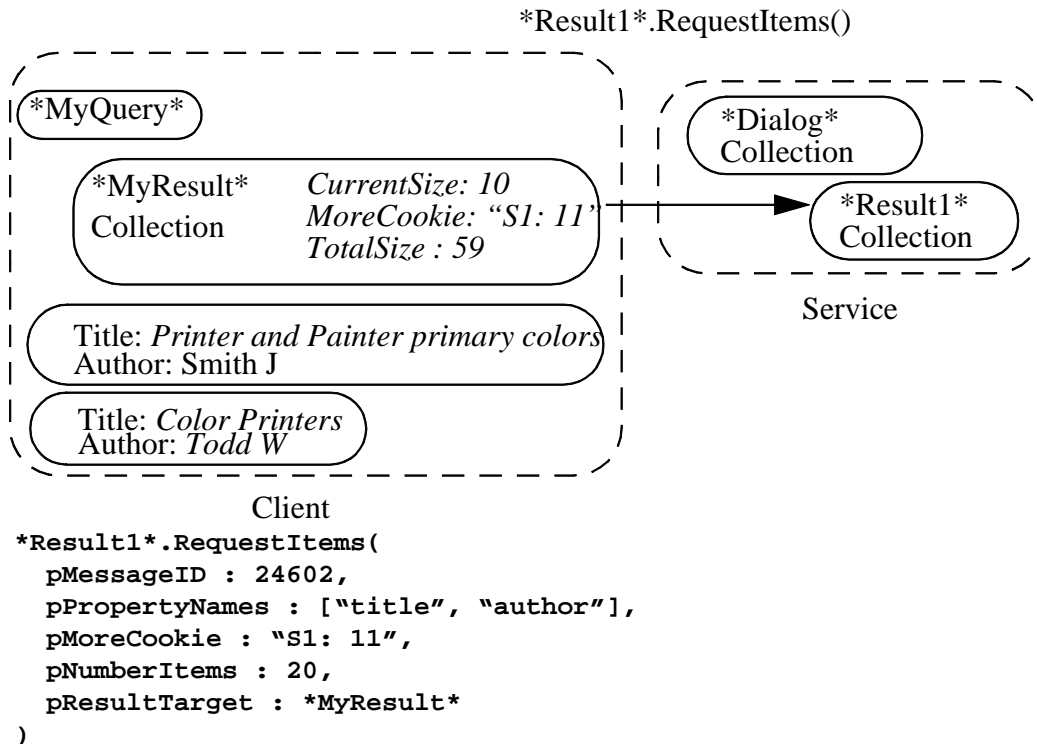 *Result1*.RequestItems()
*MyQuery*
*MyResult*
Collection
CurrentSize: 10
MoreCookie: “S1: 11”
TotalSize : 59
*Dialog*
Collection
*Result1*
Collection
Service
Title: Printer and Painter primary colors
Author: Smith J
Title: Color Printers
Author: Todd W
Client
*Result1*.RequestItems(
pMessageID : 24602,
pPropertyNames : [“title”, “author”],
pMoreCookie : “S1: 11”,
pNumberItems : 20,
pResultTarget : *MyResult*
)